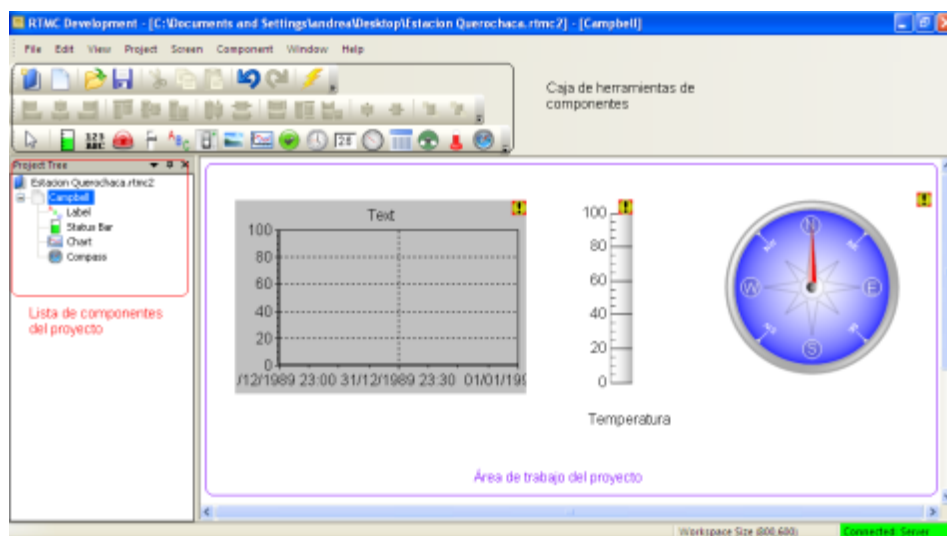 RTMC Development - [C:\Documents and Settings\andrea\Desktop\Estacion Querochaca.rtmc2] - [Campbell]
File Edit View Project Screen Component Window Help
Caja de herramientas de
componentes
123
ABC
ABC
28
Project Tree
Estacion Querochaca.rtmc2
Campbell
Label
Status Bar
Chart
Compass
Lista de componentes
del proyecto
Text
100
80
60
40
20
0
/12/1989 23:00 31/12/1989 23:30 01/01/199
100
80
60
40
20
0
Temperatura
N
W
E
S
Área de trabajo del proyecto
Workspace Size (800,600)
Connected: Server